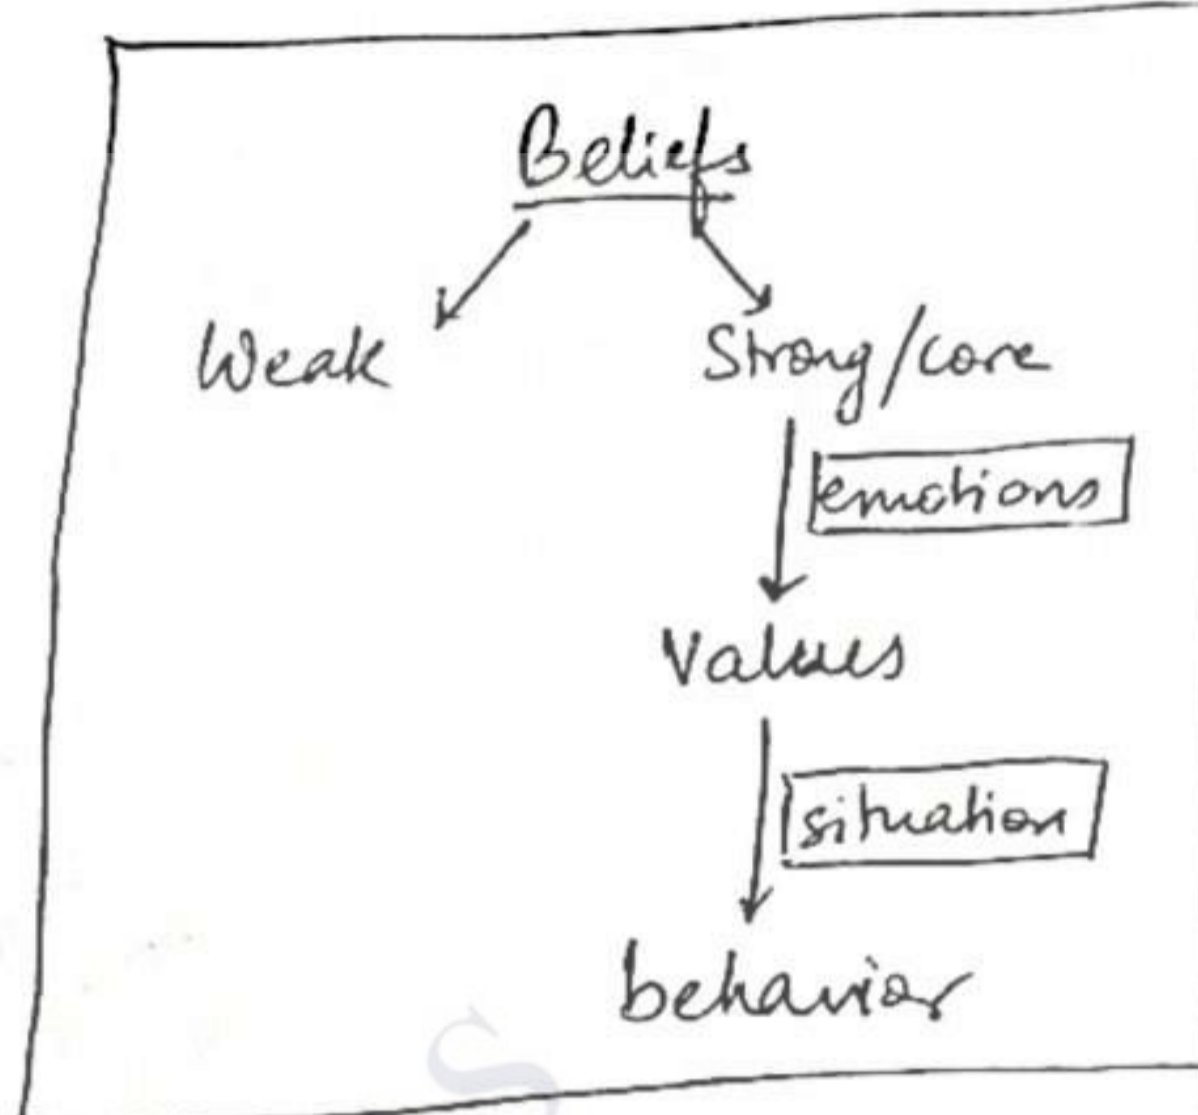 Beliefs
Weak Strong/core
emotions
Values
situation
behavior
S